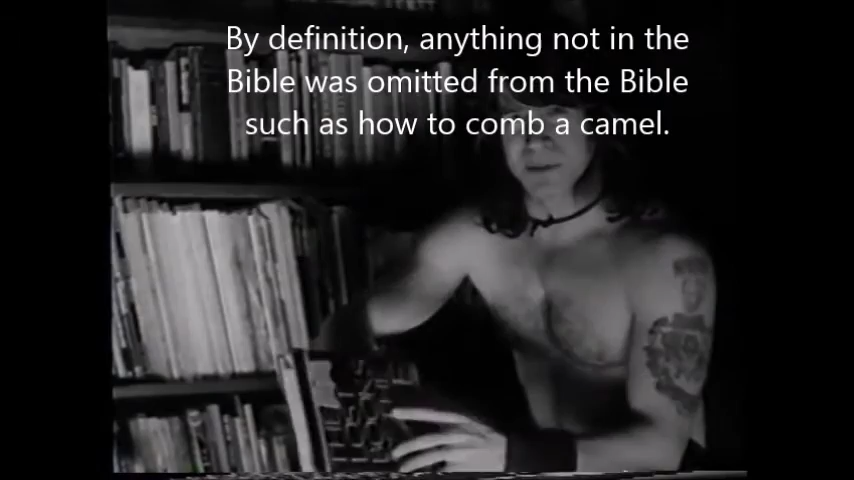 By definition, anything not in the
Bible was omitted from the Bible
such as how to comb a camel.